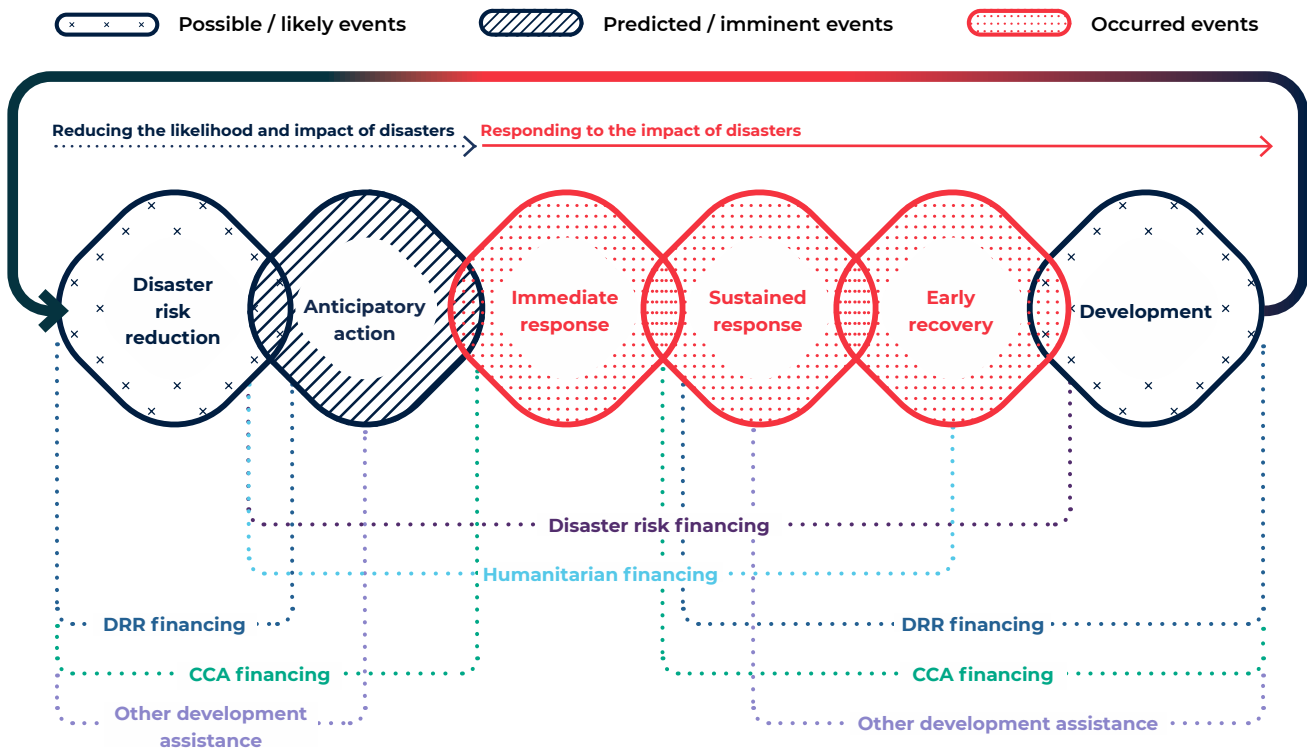 Possible / likely events
Predicted / imminent events
Occurred events
Reducing the likelihood and impact of disasters
Responding to the impact of disasters
Disaster
risk
reduction
Anticipatory
action
Immediate
response
Sustained
response
Early
recovery
Development
Disaster risk financing
Humanitarian financing
DRR financing
DRR financing
CCA financing
CCA financing
Other development
assistance
Other development assistance